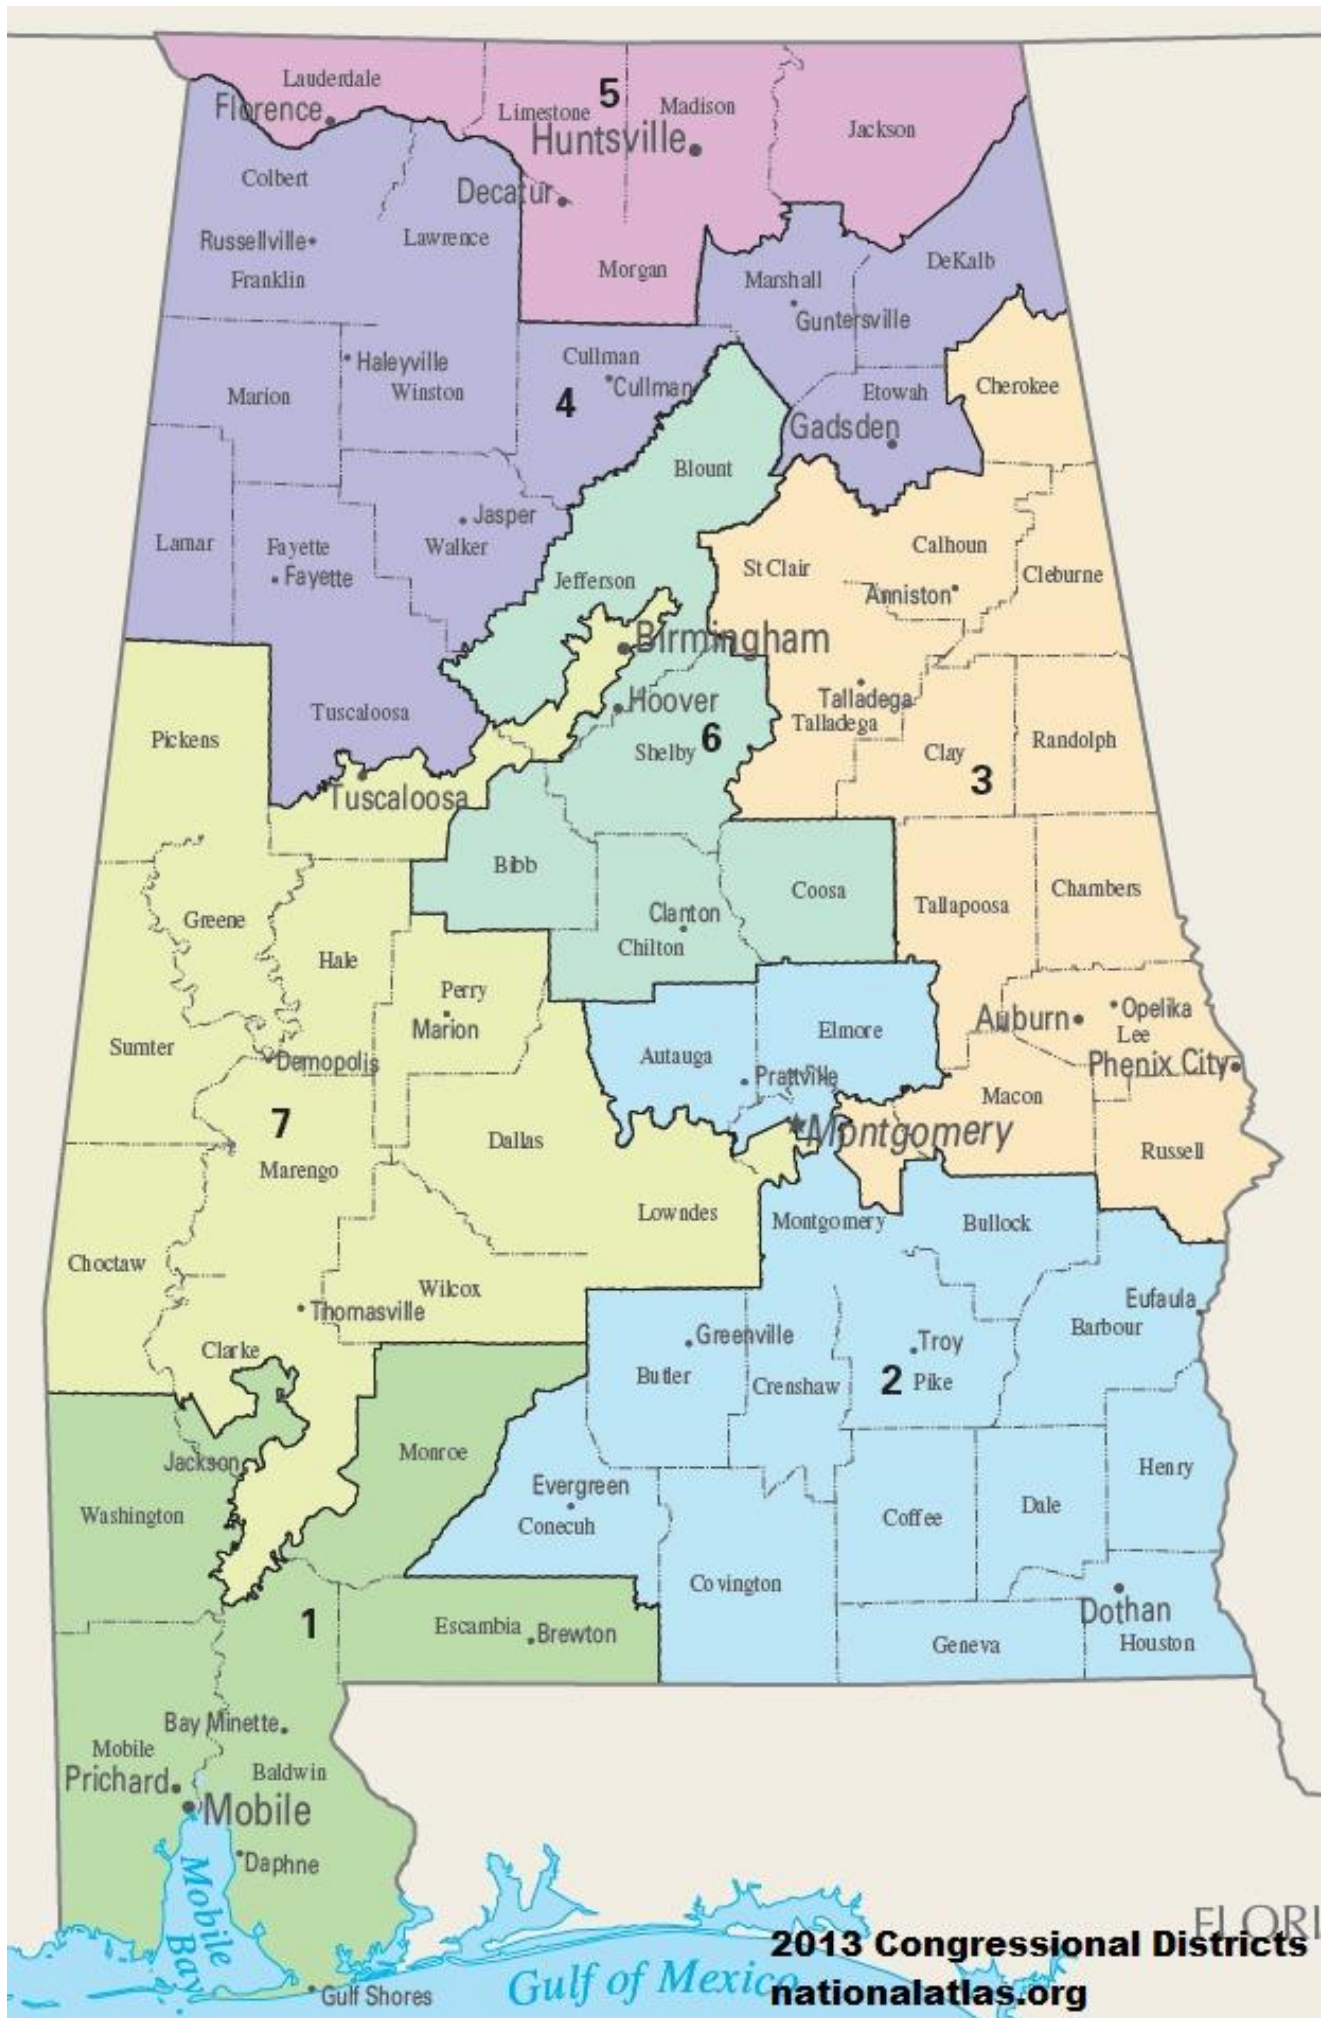 Lauderdale
5
Madison
Florence
Limestone
Jackson
Huntsville
Colbert
Decatur
Russellville
Lawrence
Franklin
Morgan
Marshall
DeKalb
Guntersville
Haleyville
Cullman
Cullman
Marion
Winston
4
Etowah
Cherokee
Gadsden
Blount
Jasper
Lamar
Fayette
Walker
Calhoun
St Clair
Fayette
Jefferson
Cleburne
Anniston
Birmingham
Hoover
Talladega
Tuscaloosa
Talladega
Pickens
Shelby
6
Clay
Randolph
3
Tuscaloosa
Bibb
Coosa
Chambers
Tallapoosa
Greene
Clanton
Chilton
Hale
Perry
Opelika
Auburn
Marion
Elmore
Lee
Sumter
Autauga
Phenix City
Demopolis
Prattville
Macon
7
Dallas
Montgomery
Russell
Marengo
Lowndes
Montgomery
Bullock
Choctaw
Wilcox
Eufaula
Thomasville
Barbour
Greenville
Troy
Clarke
Butler
Crenshaw
2
Pike
Monroe
Jackson
Henry
Evergreen
Washington
Conecuh
Coffee
Dale
Covington
Dothan
1
Escambia
Brewton
Geneva
Houston
Bay Minette
Mobile
Baldwin
Prichard
Mobile
Daphne
Mobile
Bay
FLORI
2013 Congressional Districts
Gulf of Mexico
nationalatlas.org
Gulf Shores